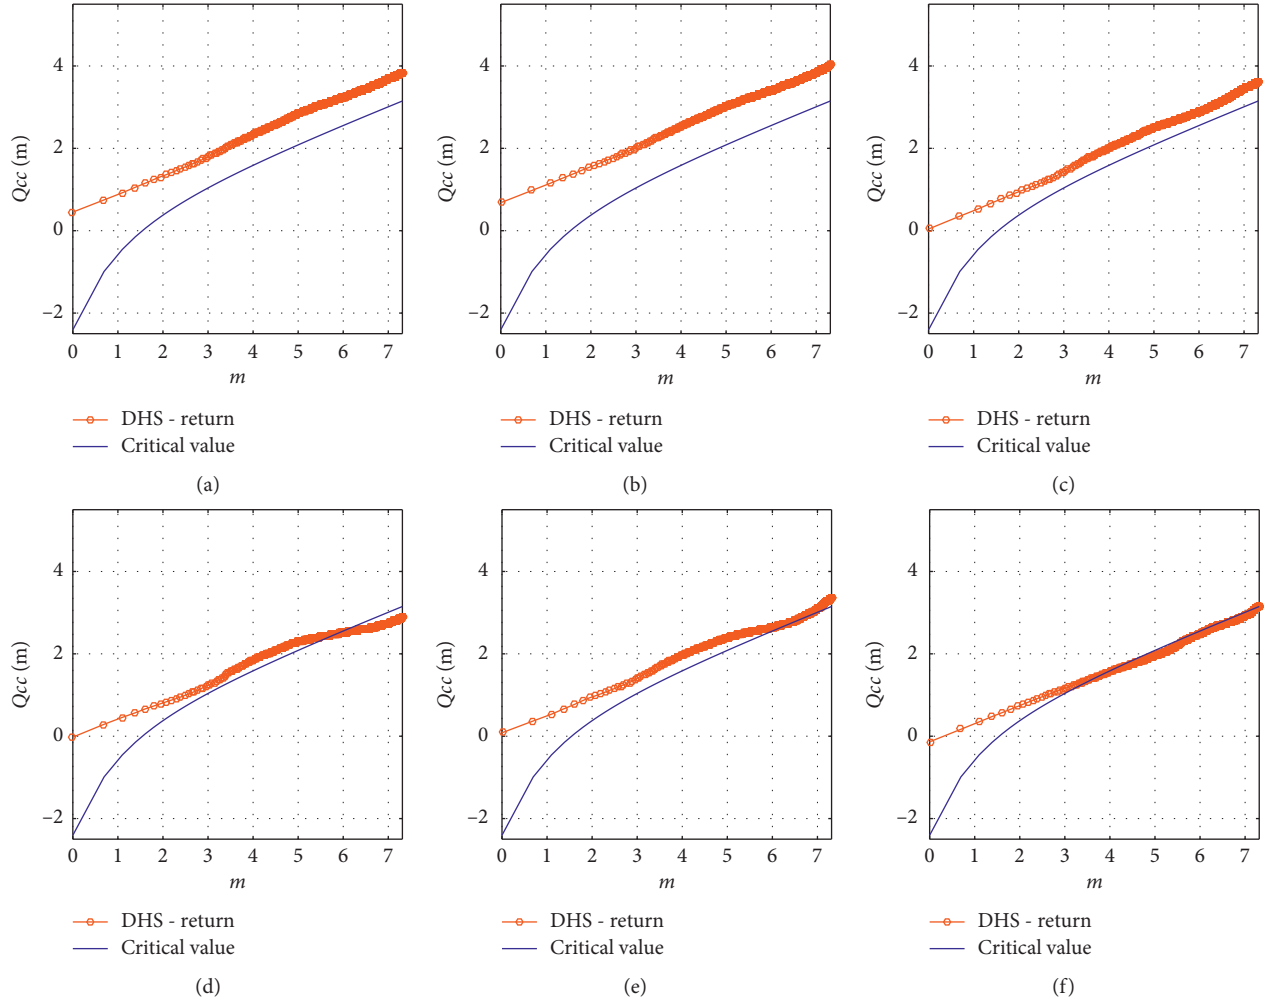 4
2
0
−2
Qcc (m)
0 1 2 3 4 5 6 7
m
DHS - return
Critical value
(a)
4
2
0
−2
Qcc (m)
0 1 2 3 4 5 6 7
m
DHS - return
Critical value
(b)
4
2
0
−2
Qcc (m)
0 1 2 3 4 5 6 7
m
DHS - return
Critical value
(c)
4
2
0
−2
Qcc (m)
0 1 2 3 4 5 6 7
m
DHS - return
Critical value
(d)
4
2
0
−2
Qcc (m)
0 1 2 3 4 5 6 7
m
DHS - return
Critical value
(e)
4
2
0
−2
Qcc (m)
0 1 2 3 4 5 6 7
m
DHS - return
Critical value
(f)